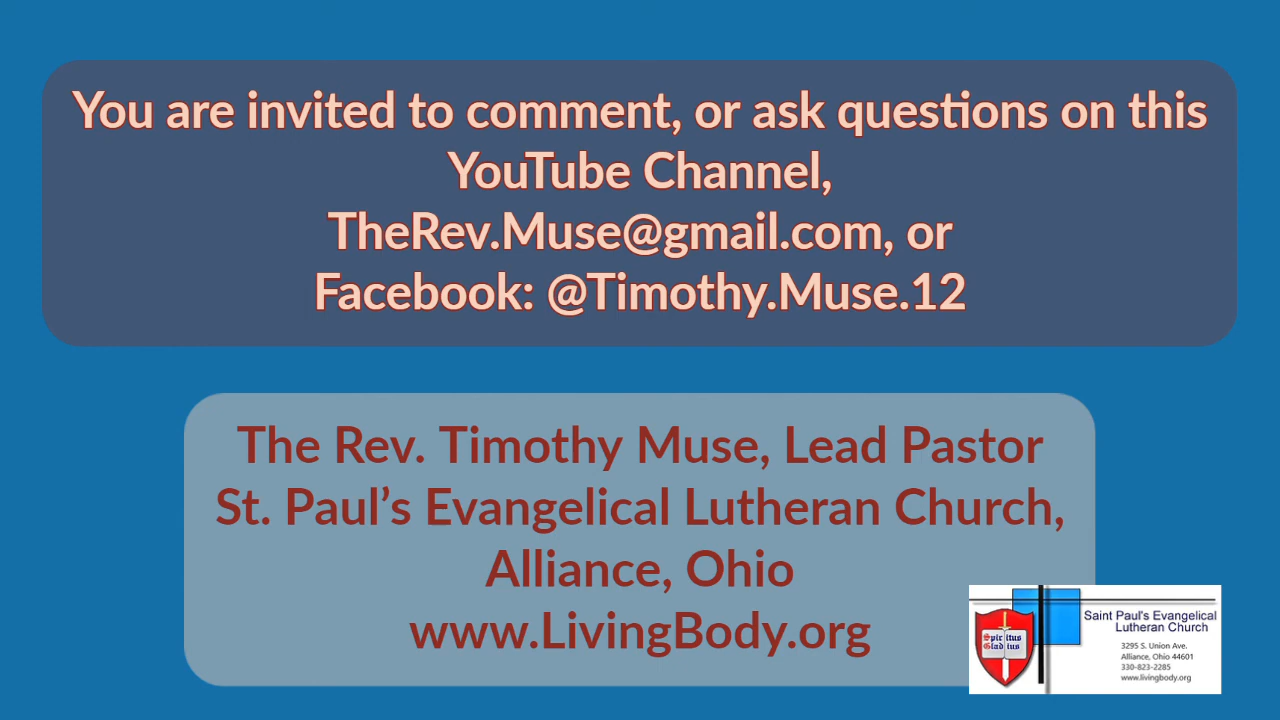 You are invited to comment, or ask questions on this
YouTube Channel,
TheRev.Muse@gmail.com, or
Facebook: @Timothy.Muse.12
The Rev. Timothy Muse, Lead Pastor
St. Paul’s Evangelical Lutheran Church,
Alliance, Ohio
www.LivingBody.org
Saint Paul's Evangelical
Lutheran Church
Spiritus
Gladius
3295 S. Union Ave.
Alliance, Ohio 44601
330-823-2285
www.livingbody.org